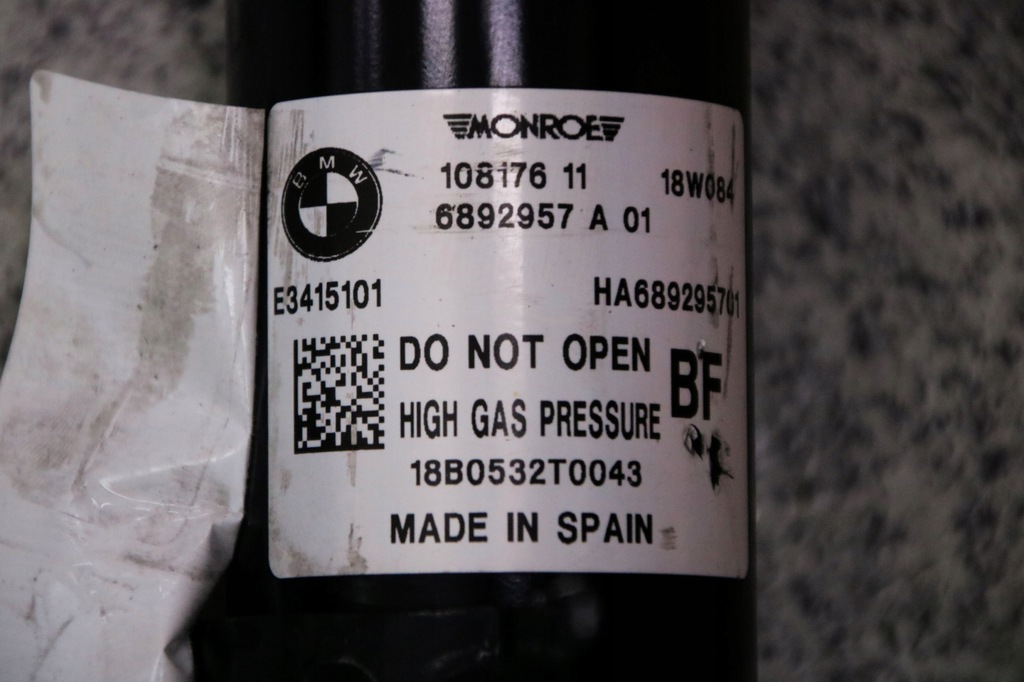 MONROE
BMW
108176 11
18W084
6892957 A 01
E3415101
HA689295701
DO NOT OPEN
BF
HIGH GAS PRESSURE
18B0532T0043
MADE IN SPAIN